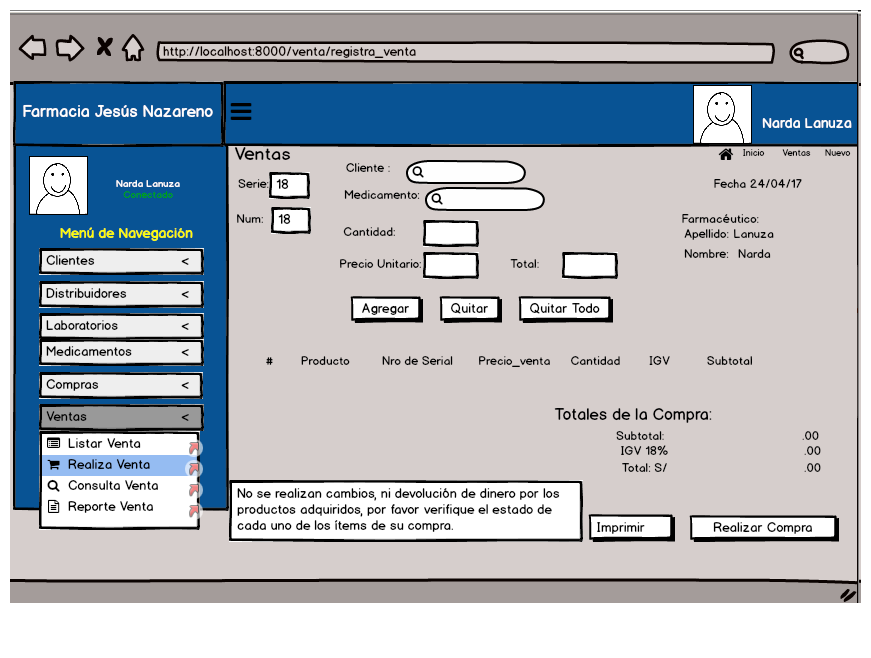 http://localhost:8000/venta/registra_venta
Farmacia Jesús Nazareno
Narda Lanuza
Inicio Ventas Nuevo
Narda Lanuza
Conectado
Menú de Navegación
Clientes <
Distribuidores <
Laboratorios <
Medicamentos <
Compras <
Ventas <
Listar Venta
Realiza Venta
Consulta Venta
Reporte Venta
Ventas
Serie: 18
Num: 18
Cliente :
Medicamento:
Cantidad:
Precio Unitario:
Total:
Fecha 24/04/17
Farmacéutico:
Apellido: Lanuza
Nombre: Narda
Agregar Quitar Quitar Todo
# Producto Nro de Serial Precio_venta Cantidad IGV Subtotal
Totales de la Compra:
Subtotal: .00
IGV 18% .00
Total: S/ .00
No se realizan cambios, ni devolución de dinero por los
productos adquiridos, por favor verifique el estado de
cada uno de los ítems de su compra.
Imprimir Realizar Compra